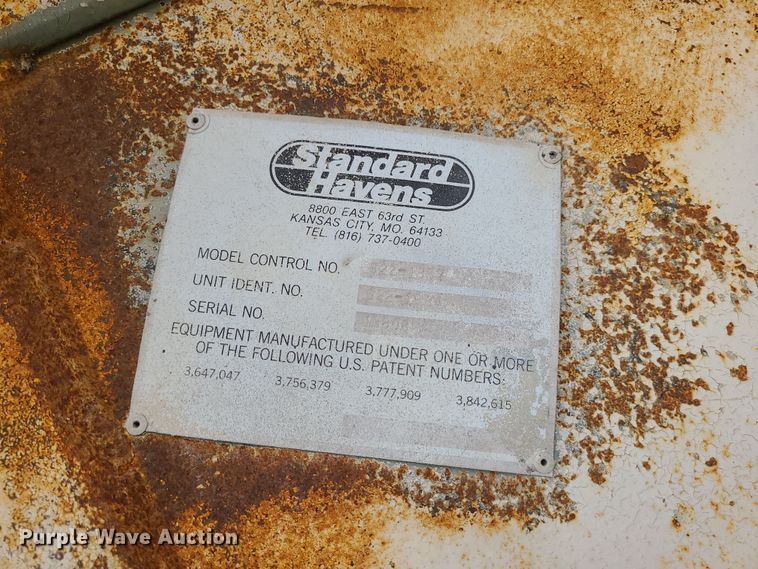 Standard
Havens
8800 EAST 63rd ST.
KANSAS CITY, MO. 64133
TEL. (816) 737-0400
MODEL CONTROL NO.
UNIT IDENT. NO.
SERIAL NO.
EQUIPMENT MANUFACTURED UNDER ONE OR MORE
OF THE FOLLOWING U.S. PATENT NUMBERS:
3,647,047 3,756,379 3,777,909 3,842,615
Purple Wave Auction